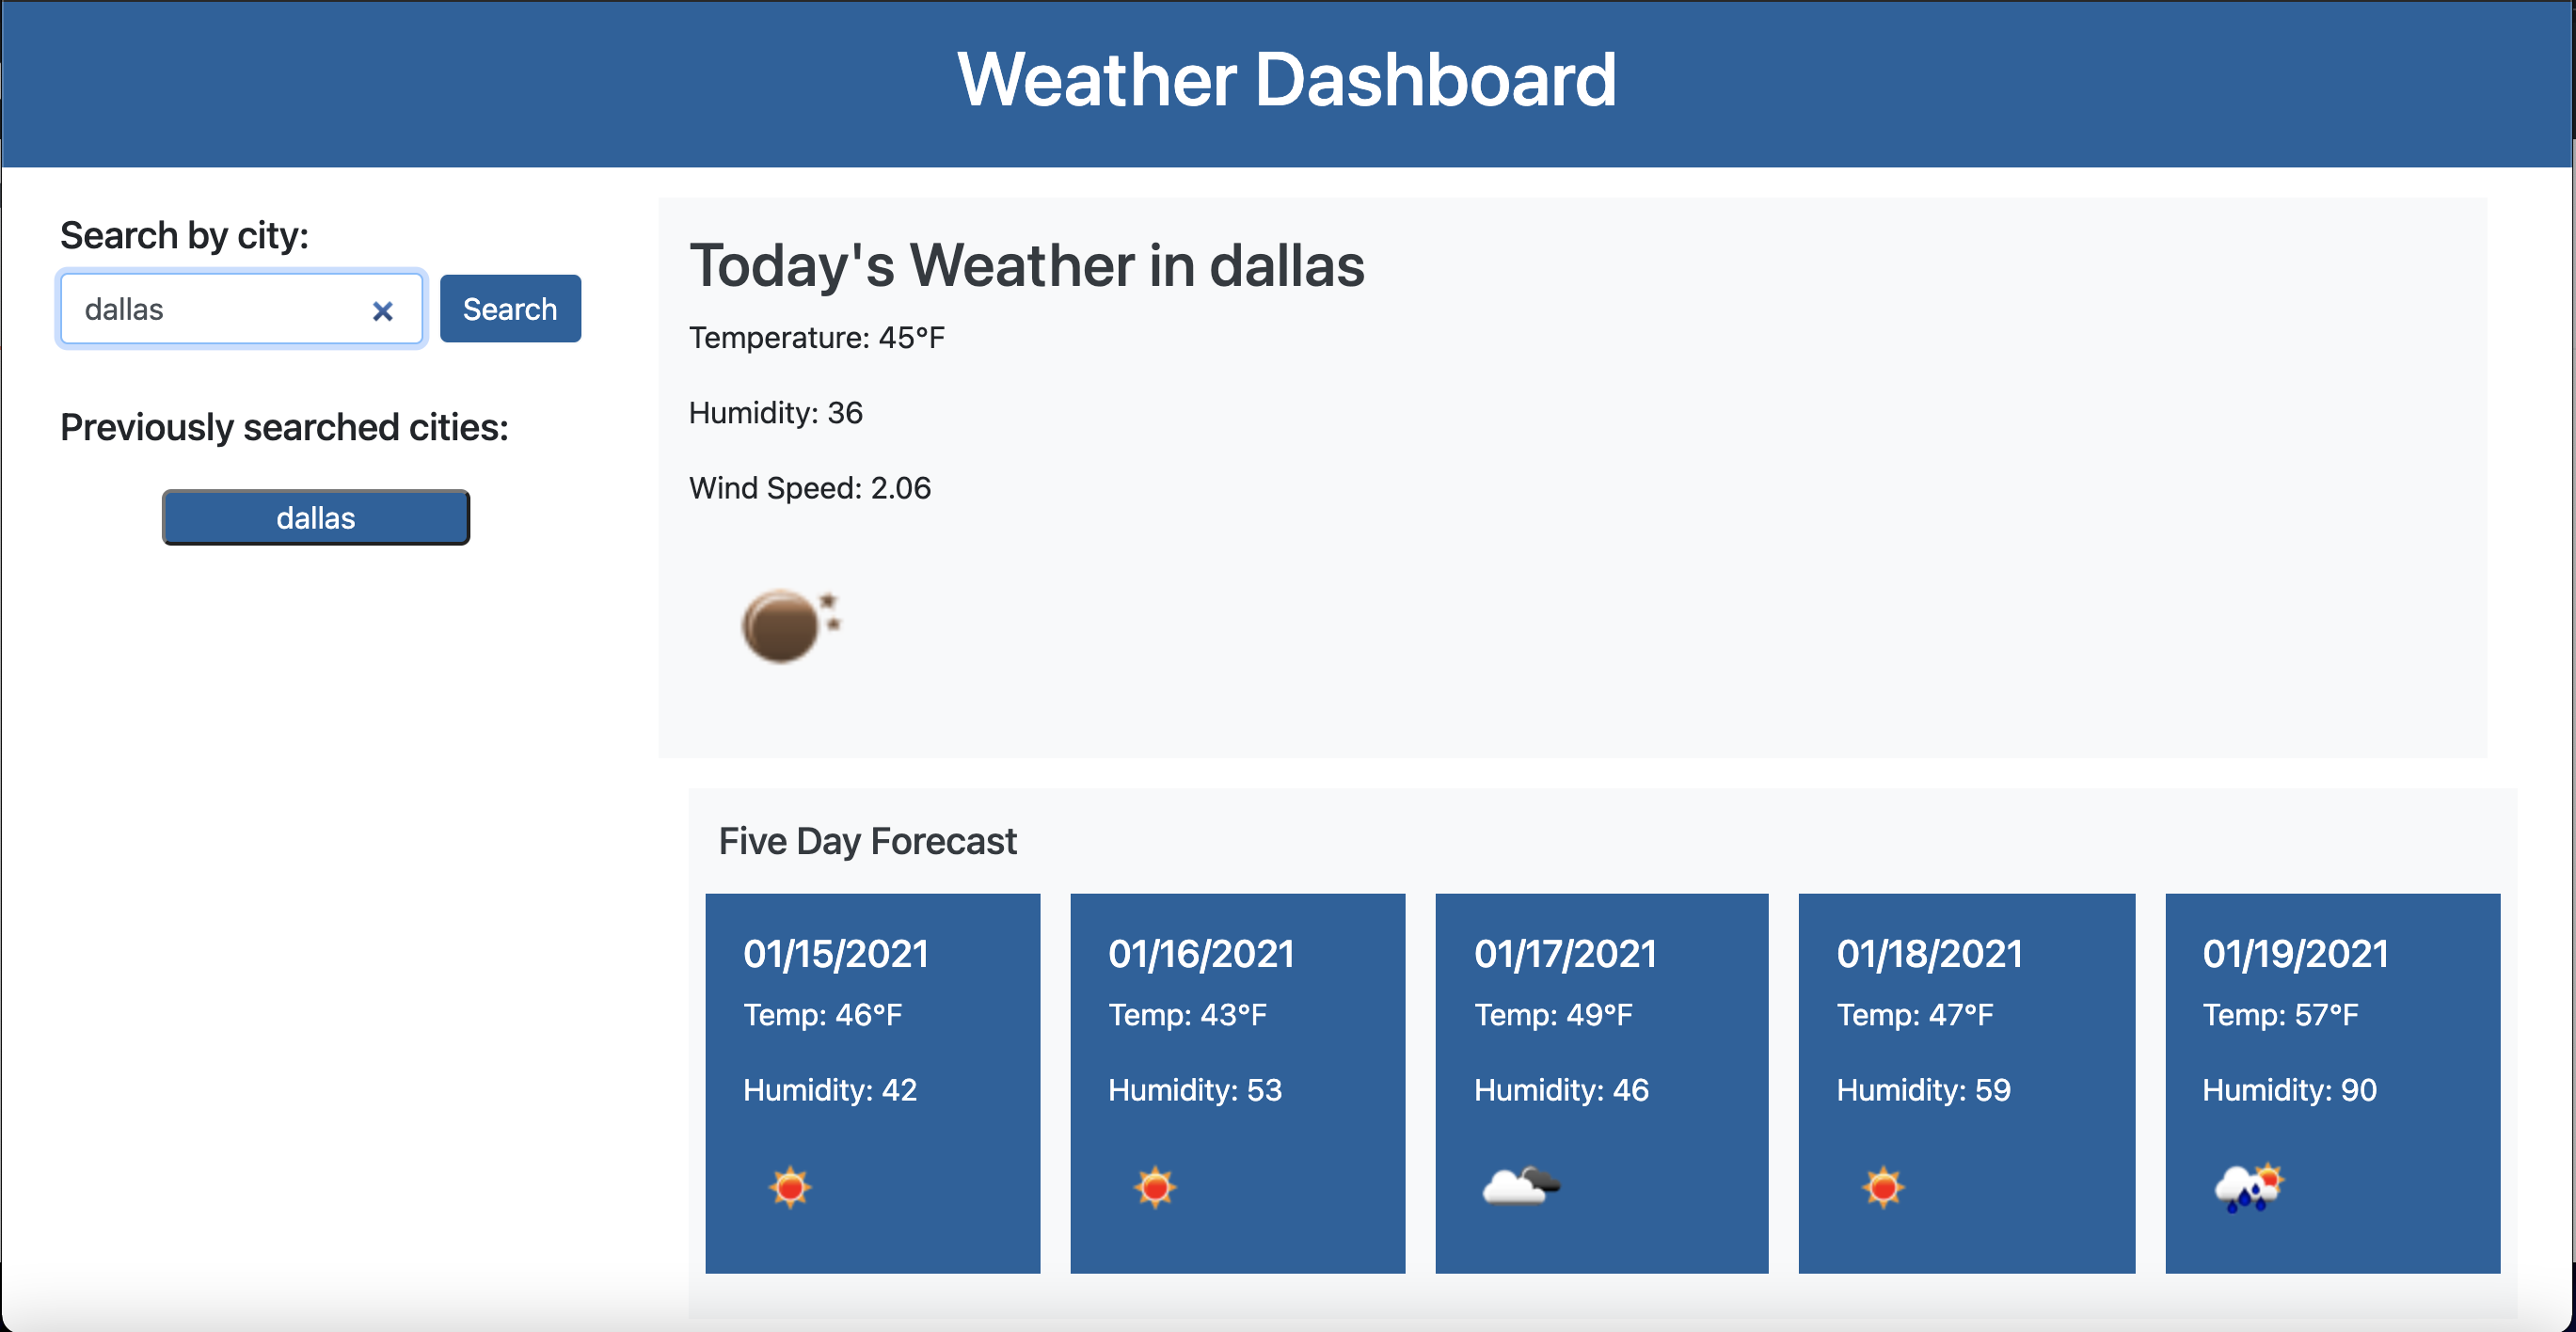 Weather Dashboard
Search by city:
dallas
Search
Previously searched cities:
dallas
Today's Weather in dallas
Temperature: 45°F
Humidity: 36
Wind Speed: 2.06
Five Day Forecast
01/15/2021
Temp: 46°F
Humidity: 42
01/16/2021
Temp: 43°F
Humidity: 53
01/17/2021
Temp: 49°F
Humidity: 46
01/18/2021
Temp: 47°F
Humidity: 59
01/19/2021
Temp: 57°F
Humidity: 90